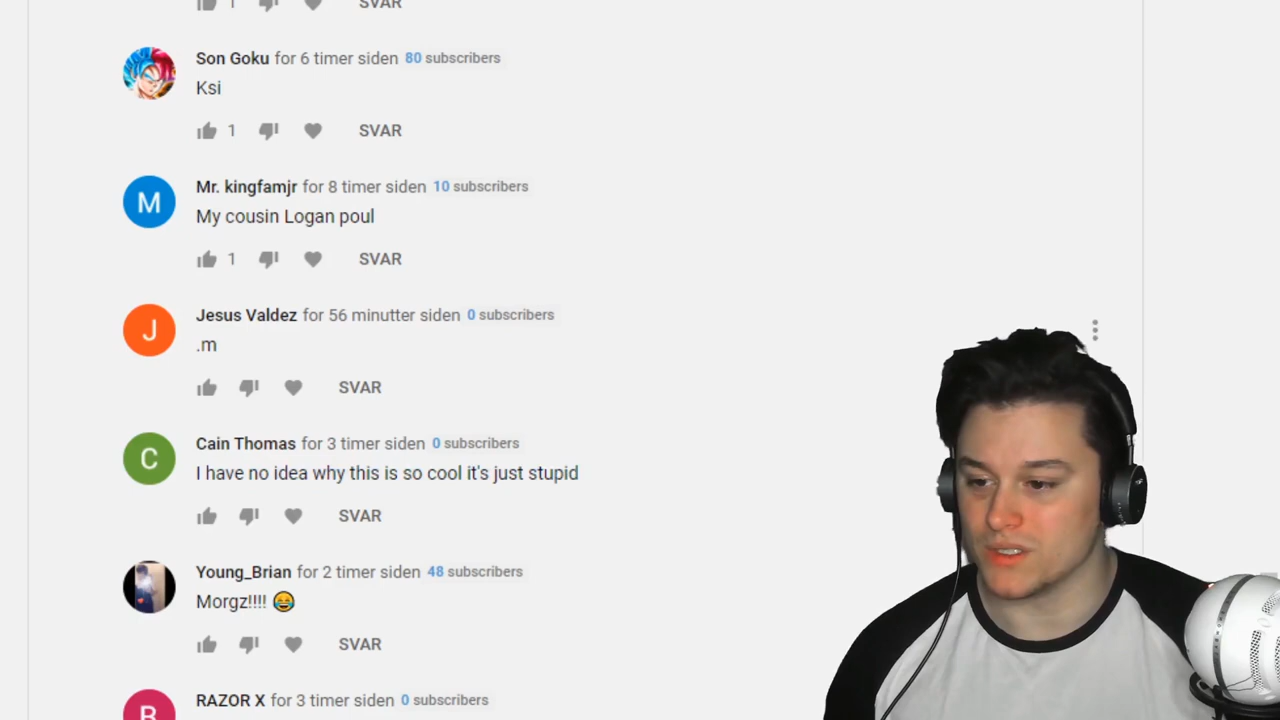 1 SVAR
Son Goku for 6 timer siden 80 subscribers
Ksi
1 SVAR
M
Mr. kingfamjr for 8 timer siden 10 subscribers
My cousin Logan poul
1 SVAR
J
Jesus Valdez for 56 minutter siden 0 subscribers
.m
SVAR
C
Cain Thomas for 3 timer siden 0 subscribers
I have no idea why this is so cool it's just stupid
SVAR
Young_Brian for 2 timer siden 48 subscribers
Morgz!!!! 😂
SVAR
R
RAZOR X for 3 timer siden 0 subscribers